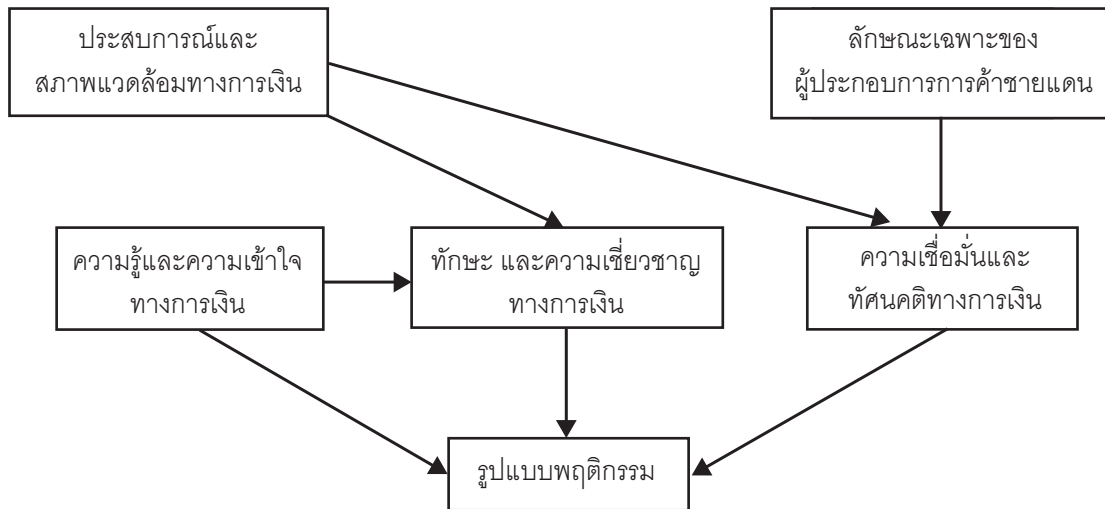 ประสบการณ์และ
สภาพแวดล้อมทางการเงิน
ลักษณะเฉพาะของ
ผู้ประกอบการการค้าชายแดน
ความรู้และความเข้าใจ
ทางการเงิน
ทักษะ และความเชี่ยวชาญ
ทางการเงิน
ความเชื่อมั่นและ
ทัศนคติทางการเงิน
รูปแบบพฤติกรรม